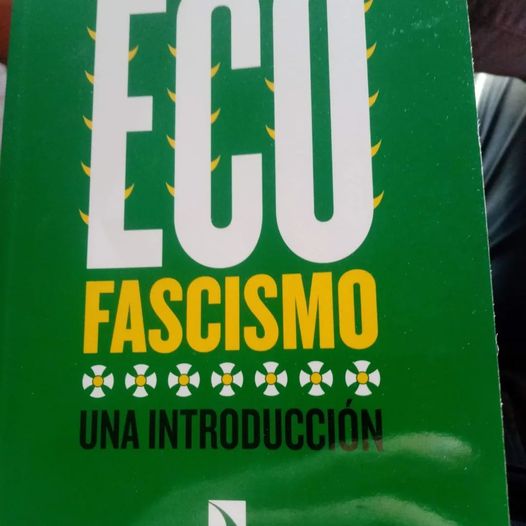 ECO
FASCISMO
UNA INTRODUCCIÓN